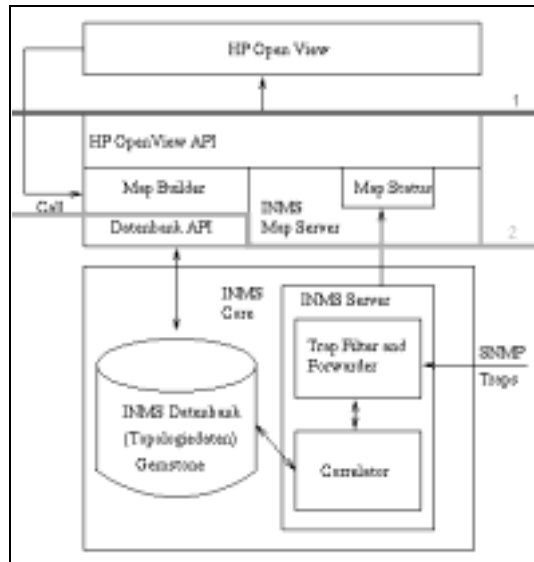 HP Open View
1
HP OpenView API
Map Builder
Map Status
Call
INMS
Map Server
Datenbank API
2
INMS
Core
INMS Server
Trap Filter and
Forwarder
SNMP
Traps
INMS Datenbank
(Topologiedaten)
Gemstone
Correlator